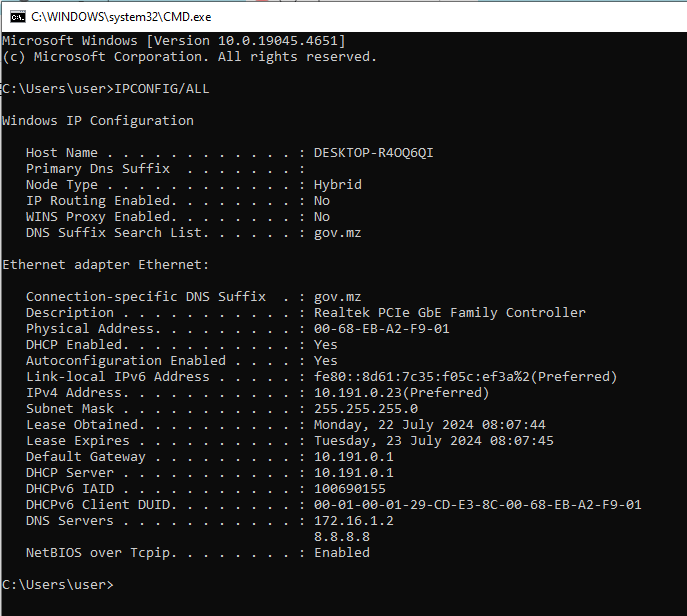 C:\WINDOWS\system32\CMD.exe
Microsoft Windows [Version 10.0.19045.4651]
(c) Microsoft Corporation. All rights reserved.
C:\Users\user>IPCONFIG/ALL
Windows IP Configuration
Host Name . . . . . . . . . . . . : DESKTOP-R4OQ6QI
Primary Dns Suffix  . . . . . . . :
Node Type . . . . . . . . . . . . : Hybrid
IP Routing Enabled. . . . . . . . : No
WINS Proxy Enabled. . . . . . . . : No
DNS Suffix Search List. . . . . . : gov.mz
Ethernet adapter Ethernet:
Connection-specific DNS Suffix  . : gov.mz
Description . . . . . . . . . . . : Realtek PCIe GbE Family Controller
Physical Address. . . . . . . . . : 00-68-EB-A2-F9-01
DHCP Enabled. . . . . . . . . . . : Yes
Autoconfiguration Enabled . . . . : Yes
Link-local IPv6 Address . . . . . : fe80::8d61:7c35:f05c:ef3a%2(Preferred)
IPv4 Address. . . . . . . . . . . : 10.191.0.23(Preferred)
Subnet Mask . . . . . . . . . . . : 255.255.255.0
Lease Obtained. . . . . . . . . . : Monday, 22 July 2024 08:07:44
Lease Expires . . . . . . . . . . : Tuesday, 23 July 2024 08:07:45
Default Gateway . . . . . . . . . : 10.191.0.1
DHCP Server . . . . . . . . . . . : 10.191.0.1
DHCPv6 IAID . . . . . . . . . . . : 100690155
DHCPv6 Client DUID. . . . . . . . : 00-01-00-01-29-CD-E3-8C-00-68-EB-A2-F9-01
DNS Servers . . . . . . . . . . . : 172.16.1.2
8.8.8.8
NetBIOS over Tcpip. . . . . . . . : Enabled
C:\Users\user>